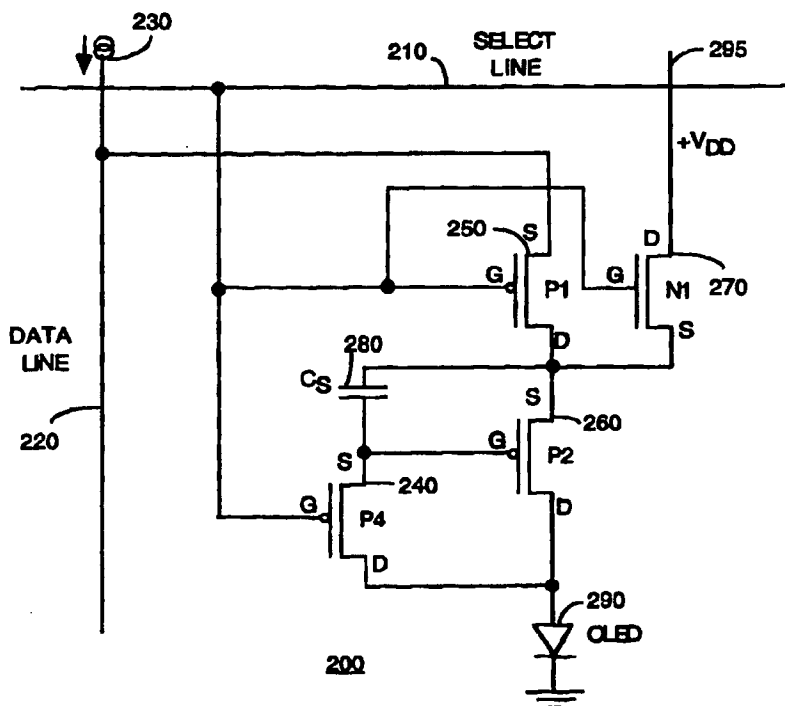 230
SELECT
LINE
210
295
+VDD
250
S
D
G
P1
G
N1
270
D
S
DATA
LINE
280
CS
S
260
220
S
G
P2
240
G
P4
D
D
290
OLED
200